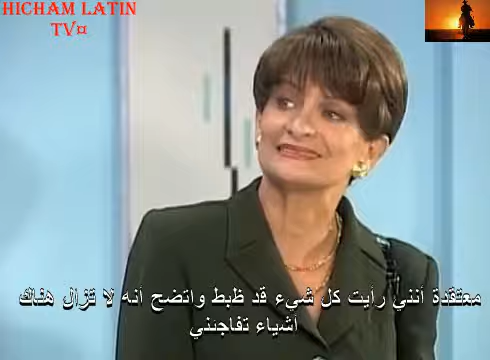 HICHAM LATIN
TV¤
معتقدة أنني رأيت كل شيء قد ظبط واتضح أنه لا تزال هناك
أشياء تفاجئني